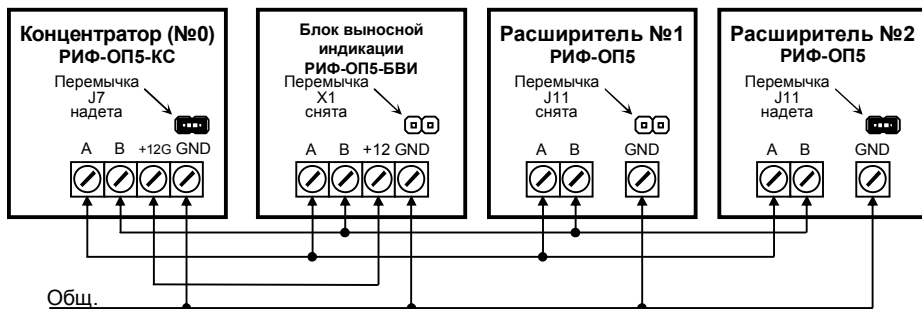 Концентратор (№0)
РИФ-ОП5-КС
Перемычка
J7
надета
A B +12G GND
Блок выносной
индикации
РИФ-ОП5-БВИ
Перемычка
X1
снята
A B +12 GND
Расширитель №1
РИФ-ОП5
Перемычка
J11
снята
A B GND
Расширитель №2
РИФ-ОП5
Перемычка
J11
надета
A B GND
Общ.